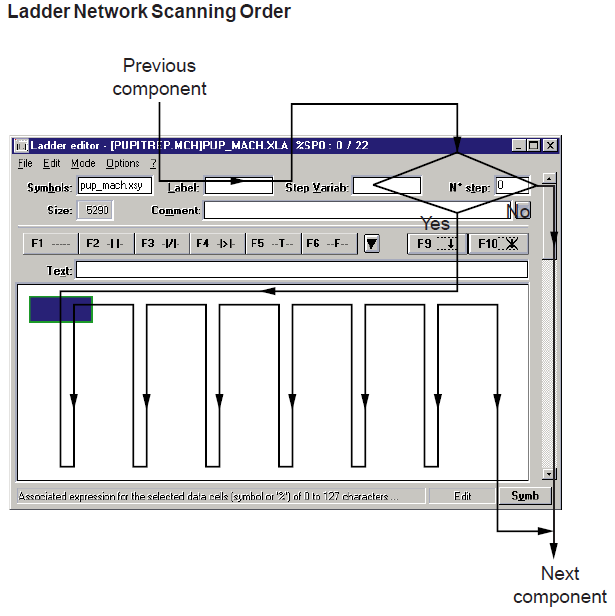 Ladder Network Scanning Order
Previous
component
Ladder editor - [PUPITREP.MCH]PUP_MACH.XLA %SP0 : 0 / 22
File Edit Mode Options ?
Symbols: pup_mach.xsy Label: Step Variab: N° step: 0
Size: 5290 Comment: No
Yes
F1 ----- F2 -| |- F3 -|/|- F4 -|>|- F5 --T-- F6 --F-- F9 F10
Text:
Associated expression for the selected data cells (symbol or '%') of 0 to 127 characters ... Edit Symb
Next
component